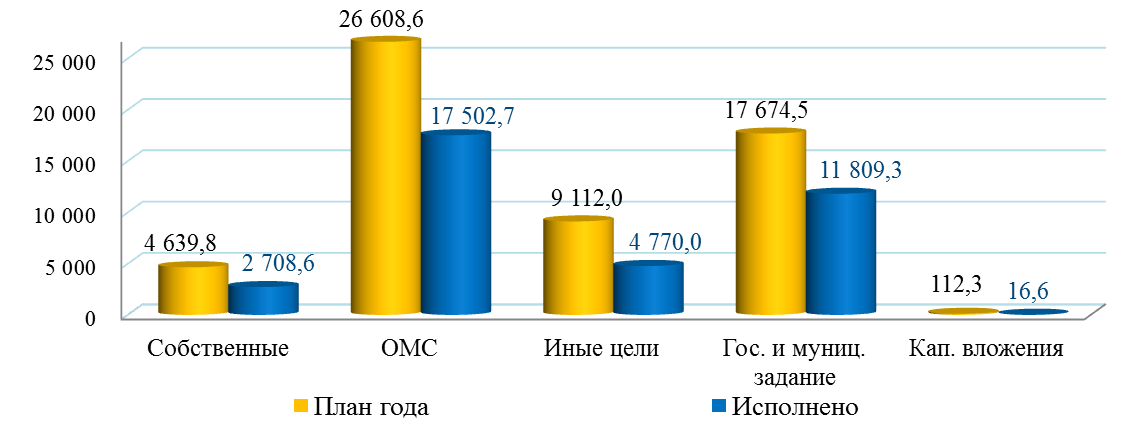 26 608,6
25 000
17 674,5
17 502,7
20 000
11 809,3
15 000
9 112,0
10 000
4 639,8
4 770,0
2 708,6
5 000
112,3
16,6
0
Собственные
ОМС
Иные цели
Гос. и муниц.
задание
Кап. вложения
План года
Исполнено